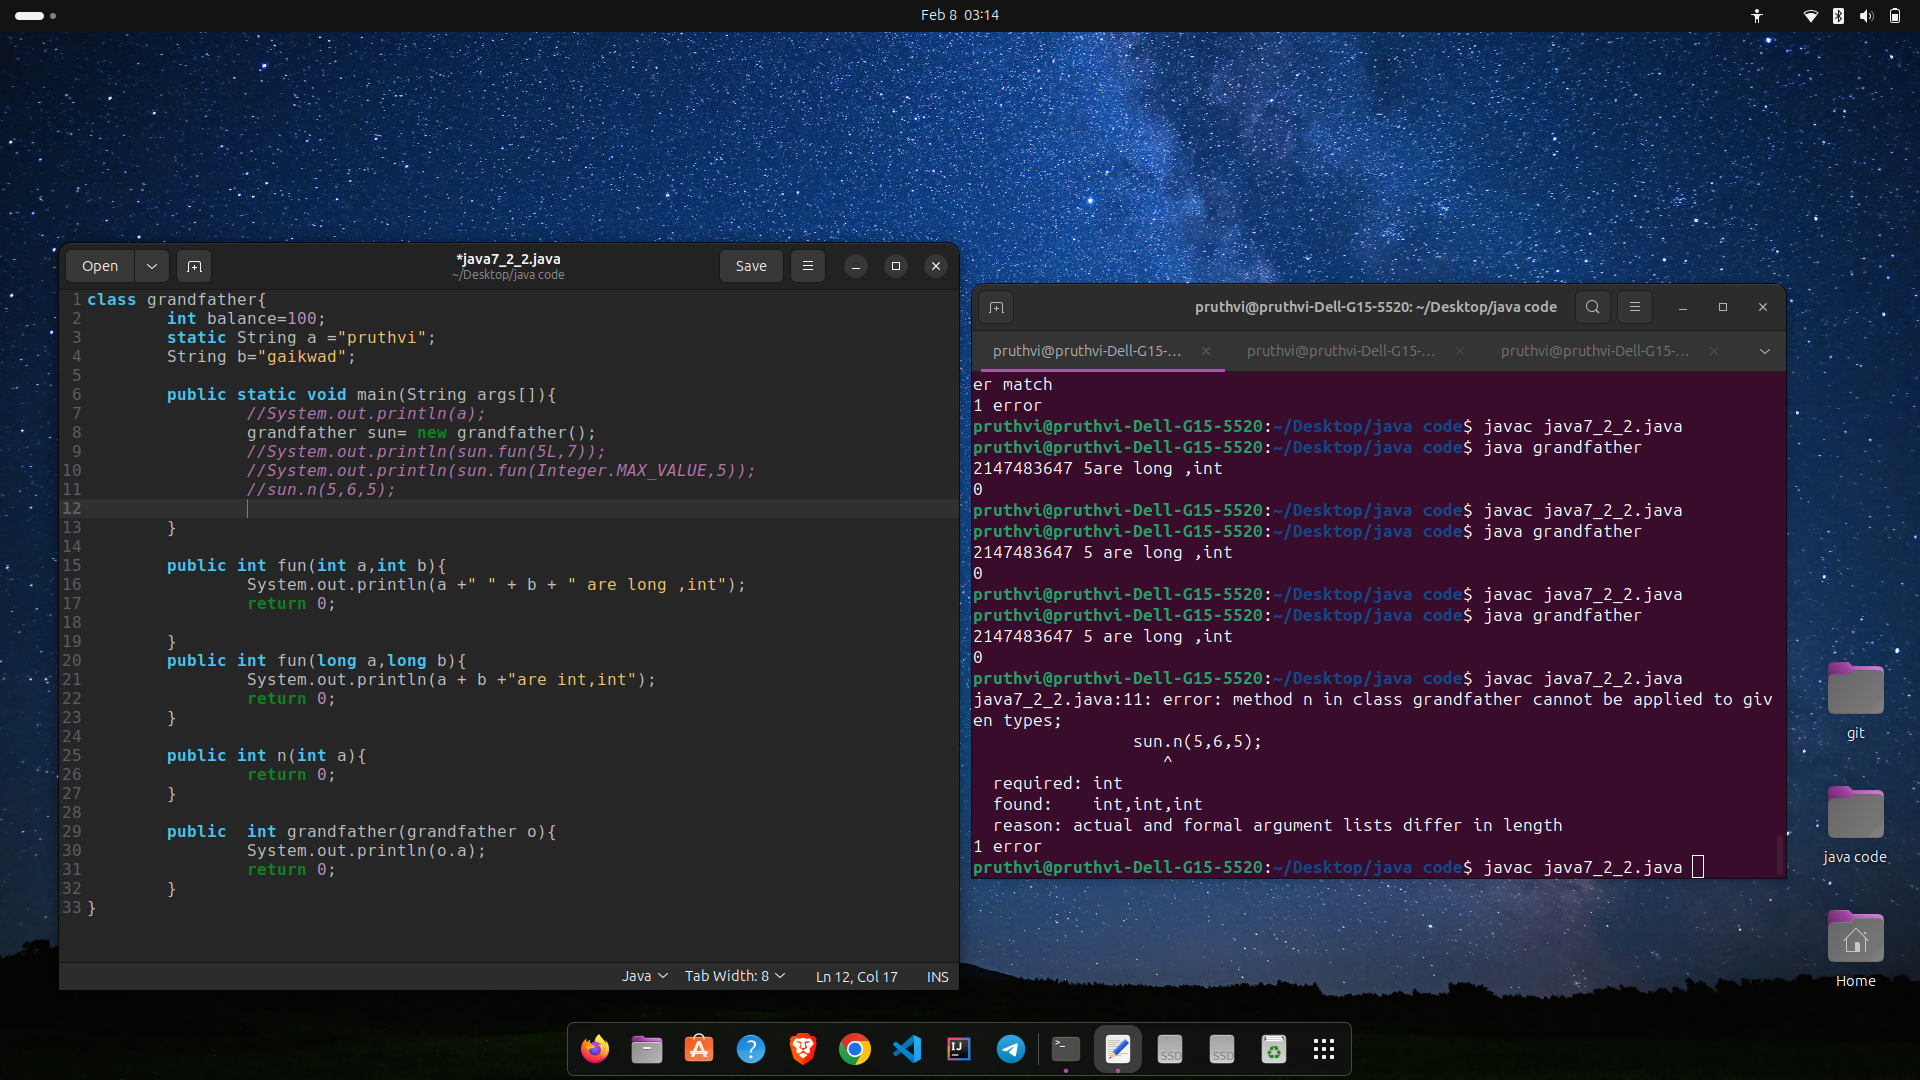 Feb 8 03:14
Open
*java7_2_2.java
~/Desktop/java code
Save
1 class grandfather{
2 int balance=100;
3 static String a ="pruthvi";
4 String b="gaikwad";
5
6 public static void main(String args[]){
7 //System.out.println(a);
8 grandfather sun= new grandfather();
9 //System.out.println(sun.fun(5L,7));
10 //System.out.println(sun.fun(Integer.MAX_VALUE,5));
11 //sun.n(5,6,5);
12
13 }
14
15 public int fun(int a,int b){
16 System.out.println(a +" " + b + " are long ,int");
17 return 0;
18
19 }
20 public int fun(long a,long b){
21 System.out.println(a + b +"are int,int");
22 return 0;
23 }
24
25 public int n(int a){
26 return 0;
27 }
28
29 public  int grandfather(grandfather o){
30 System.out.println(o.a);
31 return 0;
32 }
33 }
Java
Tab Width: 8
Ln 12, Col 17
INS
pruthvi@pruthvi-Dell-G15-5520: ~/Desktop/java code
pruthvi@pruthvi-Dell-G15-...
pruthvi@pruthvi-Dell-G15-...
pruthvi@pruthvi-Dell-G15-...
er match
1 error
pruthvi@pruthvi-Dell-G15-5520:~/Desktop/java code$ javac java7_2_2.java
pruthvi@pruthvi-Dell-G15-5520:~/Desktop/java code$ java grandfather
2147483647 5are long ,int
0
pruthvi@pruthvi-Dell-G15-5520:~/Desktop/java code$ javac java7_2_2.java
pruthvi@pruthvi-Dell-G15-5520:~/Desktop/java code$ java grandfather
2147483647 5 are long ,int
0
pruthvi@pruthvi-Dell-G15-5520:~/Desktop/java code$ javac java7_2_2.java
pruthvi@pruthvi-Dell-G15-5520:~/Desktop/java code$ java grandfather
2147483647 5 are long ,int
0
pruthvi@pruthvi-Dell-G15-5520:~/Desktop/java code$ javac java7_2_2.java
java7_2_2.java:11: error: method n in class grandfather cannot be applied to giv
en types;
sun.n(5,6,5);
^
required: int
found:    int,int,int
reason: actual and formal argument lists differ in length
1 error
pruthvi@pruthvi-Dell-G15-5520:~/Desktop/java code$ javac java7_2_2.java
git
java code
Home
IJ
SSD
SSD